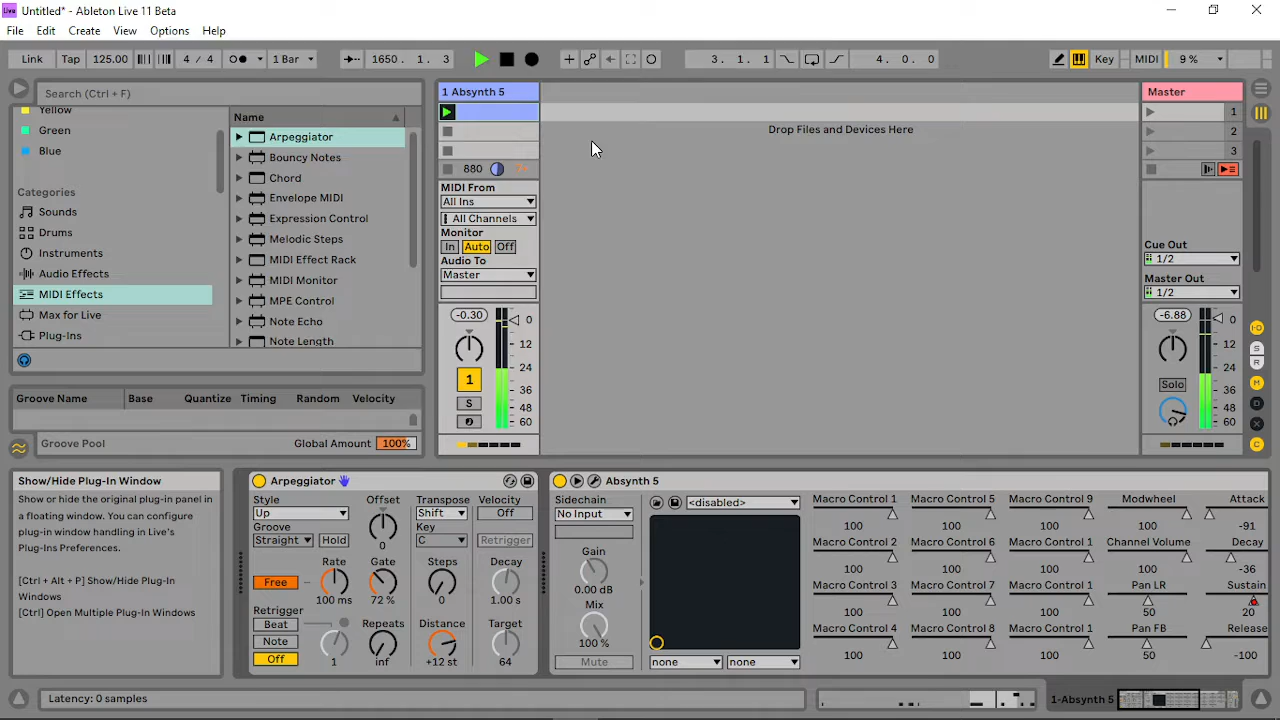 Live Untitled* - Ableton Live 11 Beta
File Edit Create View Options Help
Link Tap 125.00 4 / 4 1 Bar 1650. 1. 3 3. 1. 1 4. 0. 0 Key MIDI 9 %
Search (Ctrl + F)
Yellow
Green
Blue
Categories
Sounds
Drums
Instruments
Audio Effects
MIDI Effects
Max for Live
Plug-Ins
Name
Arpeggiator
Bouncy Notes
Chord
Envelope MIDI
Expression Control
Melodic Steps
MIDI Effect Rack
MIDI Monitor
MPE Control
Note Echo
Note Length
Groove Name Base Quantize Timing Random Velocity
Groove Pool Global Amount 100%
1 Absynth 5
880
MIDI From
All Ins
All Channels
Monitor
In Auto Off
Audio To
Master
-0.30
0
12
24
36
48
60
1
S
Drop Files and Devices Here
Master
1
2
3
Cue Out
1/2
Master Out
1/2
-6.88
0
12
24
36
48
60
Solo
I-O
S
R
M
D
X
C
Show/Hide Plug-In Window
Show or hide the original plug-in panel in
a floating window. You can configure
plug-in window handling in Live's
Plug-Ins Preferences.
[Ctrl + Alt + P] Show/Hide Plug-In
Windows
[Ctrl] Open Multiple Plug-In Windows
Arpeggiator
Style
Up
Groove
Straight Hold
Offset
0
Transpose
Shift
Key
C
Velocity
Off
Retrigger
Free
Rate
100 ms
Gate
72 %
Steps
0
Decay
1.00 s
Retrigger
Beat
Note
Off
1
Repeats
inf
Distance
+12 st
Target
64
Absynth 5
Sidechain
No Input
Gain
0.00 dB
Mix
100 %
Mute
<disabled>
none none
Macro Control 1 Macro Control 5 Macro Control 9 Modwheel Attack
100 100 100 100 -91
Macro Control 2 Macro Control 6 Macro Control 1 Channel Volume Decay
100 100 100 100 -36
Macro Control 3 Macro Control 7 Macro Control 1 Pan LR Sustain
100 100 100 50 20
Macro Control 4 Macro Control 8 Macro Control 1 Pan FB Release
100 100 100 50 -100
Latency: 0 samples
1-Absynth 5